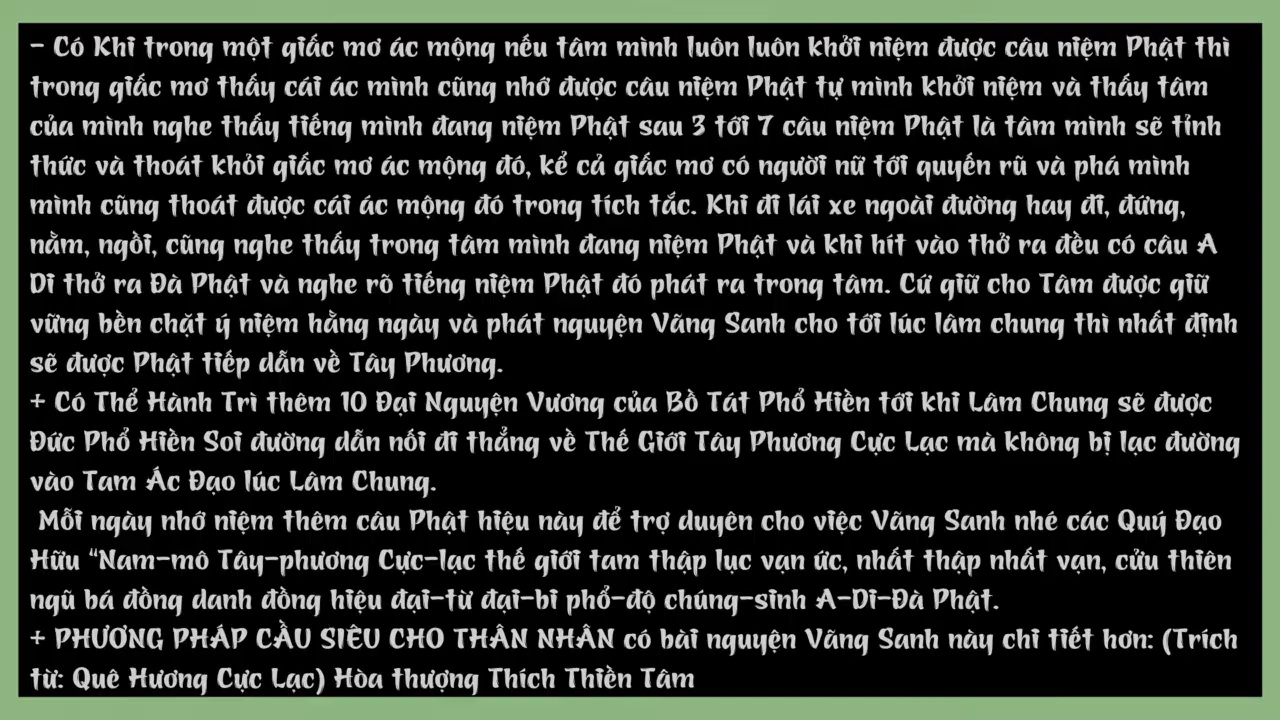 - Có Khi trong một giấc mơ ác mộng nếu tâm mình luôn luôn khởi niệm được câu niệm Phật thì
trong giấc mơ thấy cái ác mình cũng nhớ được câu niệm Phật tự mình khởi niệm và thấy tâm
của mình nghe thấy tiếng mình đang niệm Phật sau 3 tới 7 câu niệm Phật là tâm mình sẽ tỉnh
thức và thoát khỏi giấc mơ ác mộng đó, kể cả giấc mơ có người nữ tới quyến rũ và phá mình
mình cũng thoát được cái ác mộng đó trong tích tắc. Khi đi lái xe ngoài đường hay đi, đứng,
nằm, ngồi, cũng nghe thấy trong tâm mình đang niệm Phật và khi hít vào thở ra đều có câu A
Di thở ra Đà Phật và nghe rõ tiếng niệm Phật đó phát ra trong tâm. Cứ giữ cho Tâm được giữ
vững bền chặt ý niệm hằng ngày và phát nguyện Vãng Sanh cho tới lúc lâm chung thì nhất định
sẽ được Phật tiếp dẫn về Tây Phương.
+ Có Thể Hành Trì thêm 10 Đại Nguyện Vương của Bồ Tát Phổ Hiền tới khi Lâm Chung sẽ được
Đức Phổ Hiền Soi đường dẫn nối đi thẳng về Thế Giới Tây Phương Cực Lạc mà không bị lạc đường
vào Tam Ác Đạo lúc Lâm Chung.
Mỗi ngày nhớ niệm thêm câu Phật hiệu này để trợ duyên cho việc Vãng Sanh nhé các Quý Đạo
Hữu "Nam-mô Tây-phương Cực-lạc thế giới tam thập lục vạn ức, nhất thập nhất vạn, cửu thiên
ngũ bá đồng danh đồng hiệu đại-từ đại-bi phổ-độ chúng-sinh A-Di-Đà Phật.
+ PHƯƠNG PHÁP CẦU SIÊU CHO THÂN NHÂN có bài nguyện Vãng Sanh này chi tiết hơn: (Trích
từ: Quê Hương Cực Lạc) Hòa thượng Thích Thiền Tâm